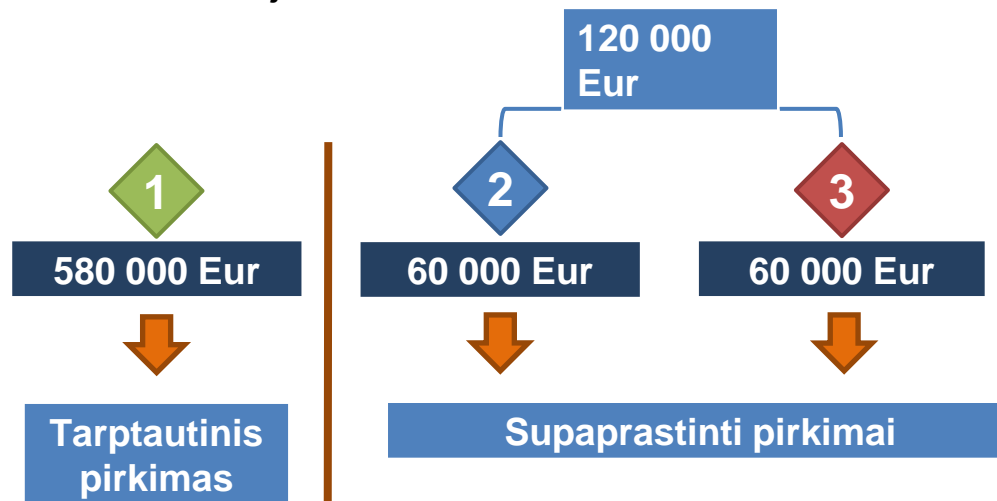 120 000
Eur
1
2
3
580 000 Eur
60 000 Eur
60 000 Eur
Tarptautinis
pirkimas
Supaprastinti pirkimai